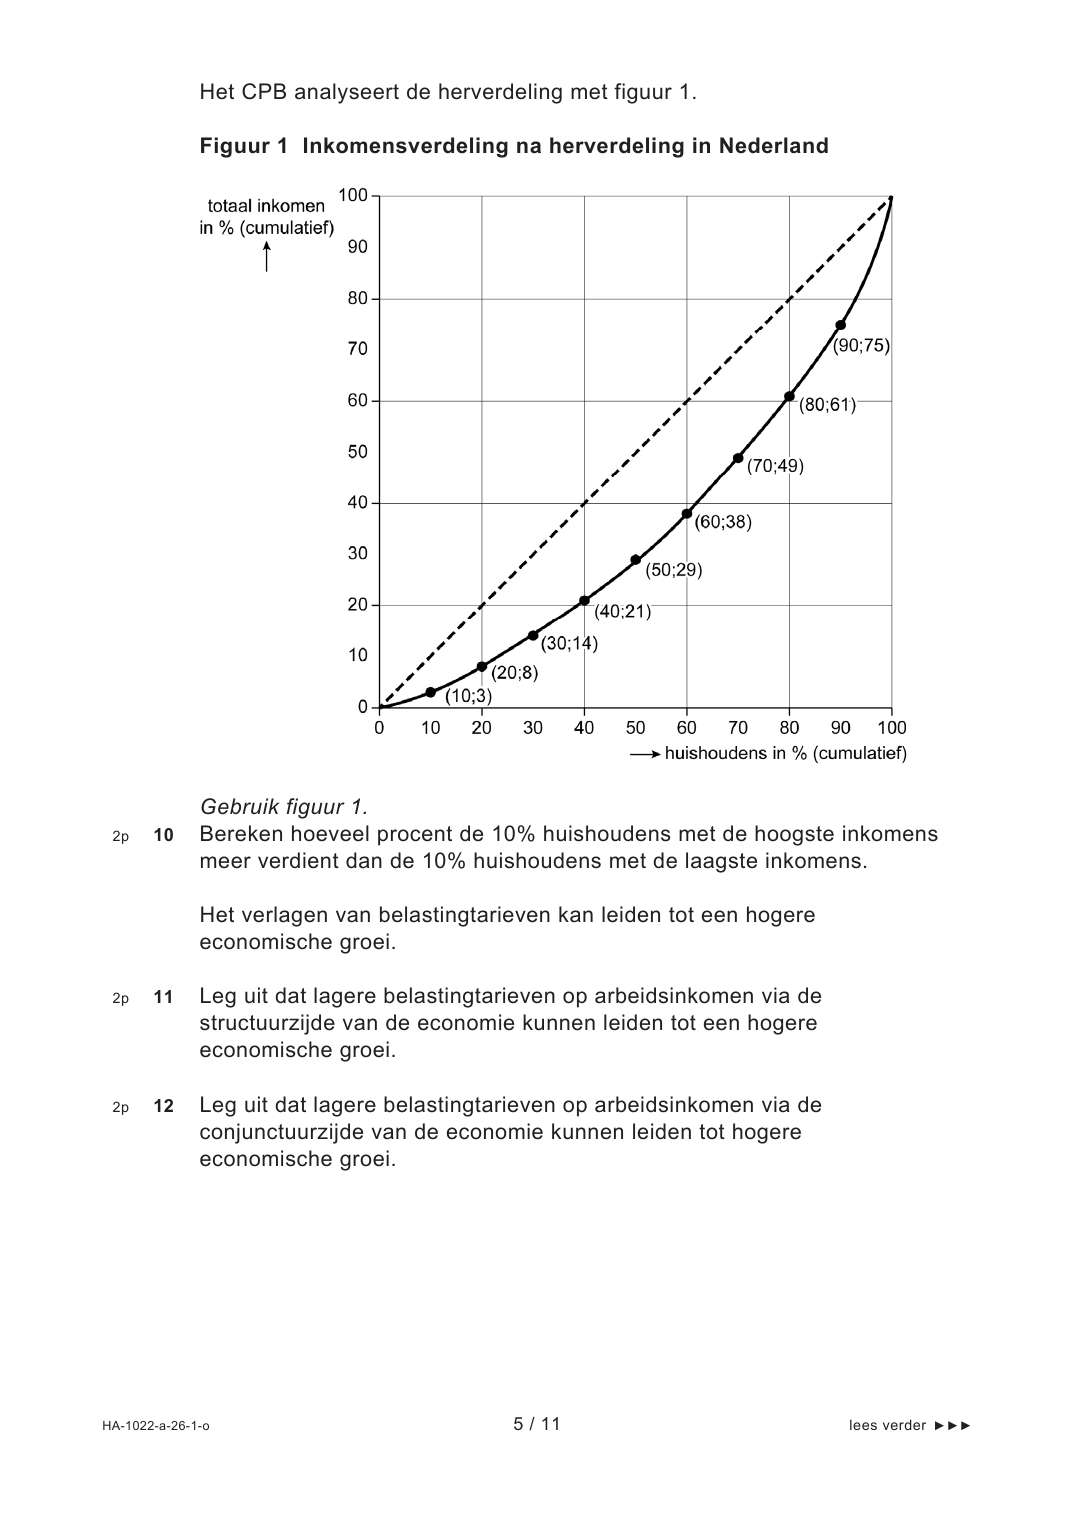 Het CPB analyseert de herverdeling met figuur 1.
Figuur 1 Inkomensverdeling na herverdeling in Nederland
totaal inkomen
in % (cumulatief)
100
90
80
70
60
50
40
30
20
10
0
(90;75)
(80;61)
(70;49)
(60;38)
(50;29)
(40;21)
(30;14)
(20;8)
(10;3)
0 10 20 30 40 50 60 70 80 90 100
huishoudens in % (cumulatief)
Gebruik figuur 1.
2p 10 Bereken hoeveel procent de 10% huishoudens met de hoogste inkomens
meer verdient dan de 10% huishoudens met de laagste inkomens.
Het verlagen van belastingtarieven kan leiden tot een hogere
economische groei.
2p 11 Leg uit dat lagere belastingtarieven op arbeidsinkomen via de
structuurzijde van de economie kunnen leiden tot een hogere
economische groei.
2p 12 Leg uit dat lagere belastingtarieven op arbeidsinkomen via de
conjunctuurzijde van de economie kunnen leiden tot hogere
economische groei.
HA-1022-a-26-1-o 5 / 11 lees verder ►►►